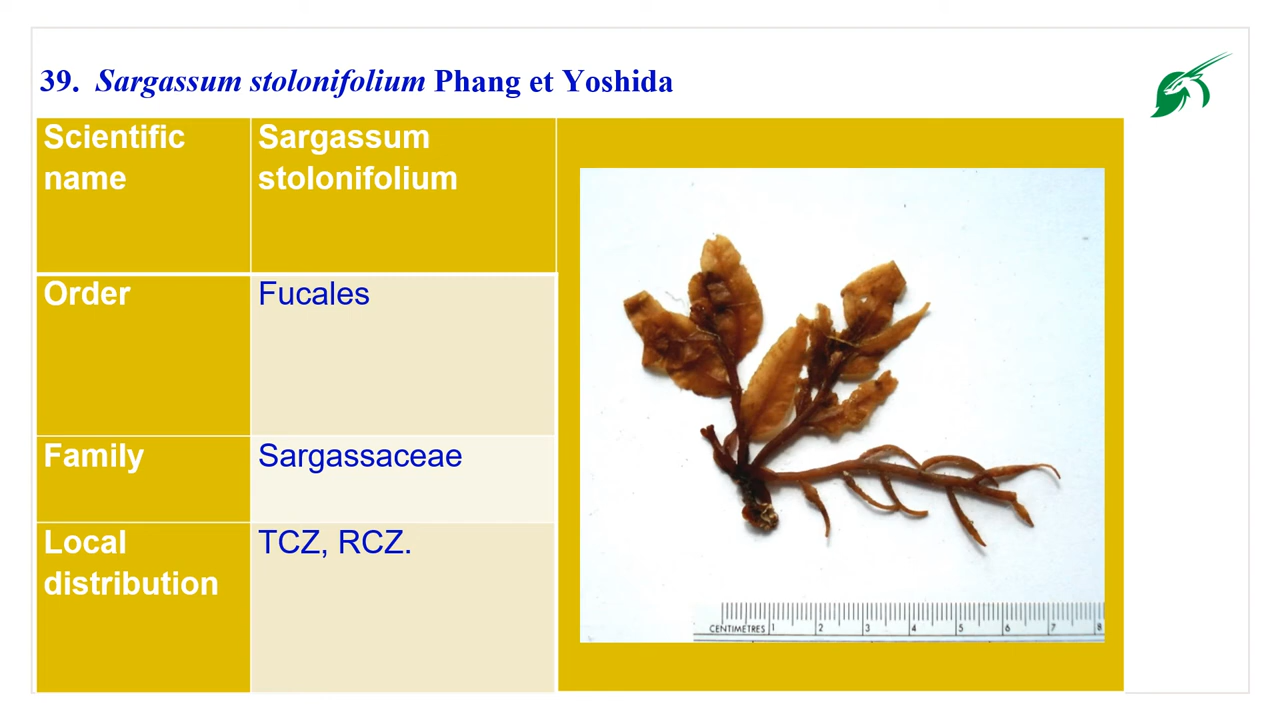 39. Sargassum stolonifolium Phang et Yoshida
Scientific name
Sargassum stolonifolium
Order
Fucales
Family
Sargassaceae
Local distribution
TCZ, RCZ.
CENTIMETRES 1 2 3 4 5 6 7 8